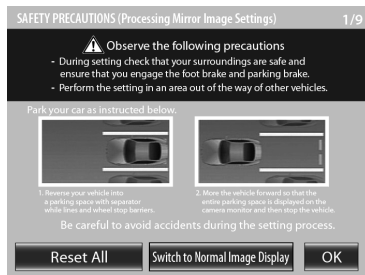 SAFETY PRECAUTIONS (Processing Mirror Image Settings) 1/9
Observe the following precautions
- During setting check that your surroundings are safe and
ensure that you engage the foot brake and parking brake.
- Perform the setting in an area out of the way of other vehicles.
Park your car as instructed below.
1. Reverse your vehicle into
a parking space with separator
while lines and wheel stop barriers.
2. More the vehicle forward so that the
entire parking space is displayed on the
camera monitor and then stop the vehicle.
Be careful to avoid accidents during the setting process.
Reset All Switch to Normal Image Display OK